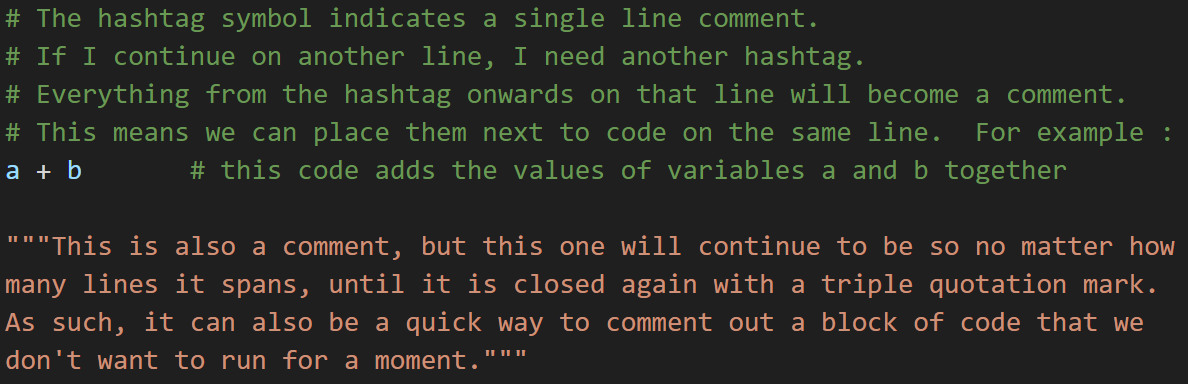 # The hashtag symbol indicates a single line comment.
# If I continue on another line, I need another hashtag.
# Everything from the hashtag onwards on that line will become a comment.
# This means we can place them next to code on the same line.  For example :
a + b       # this code adds the values of variables a and b together
"""This is also a comment, but this one will continue to be so no matter how
many lines it spans, until it is closed again with a triple quotation mark.
As such, it can also be a quick way to comment out a block of code that we
don't want to run for a moment."""